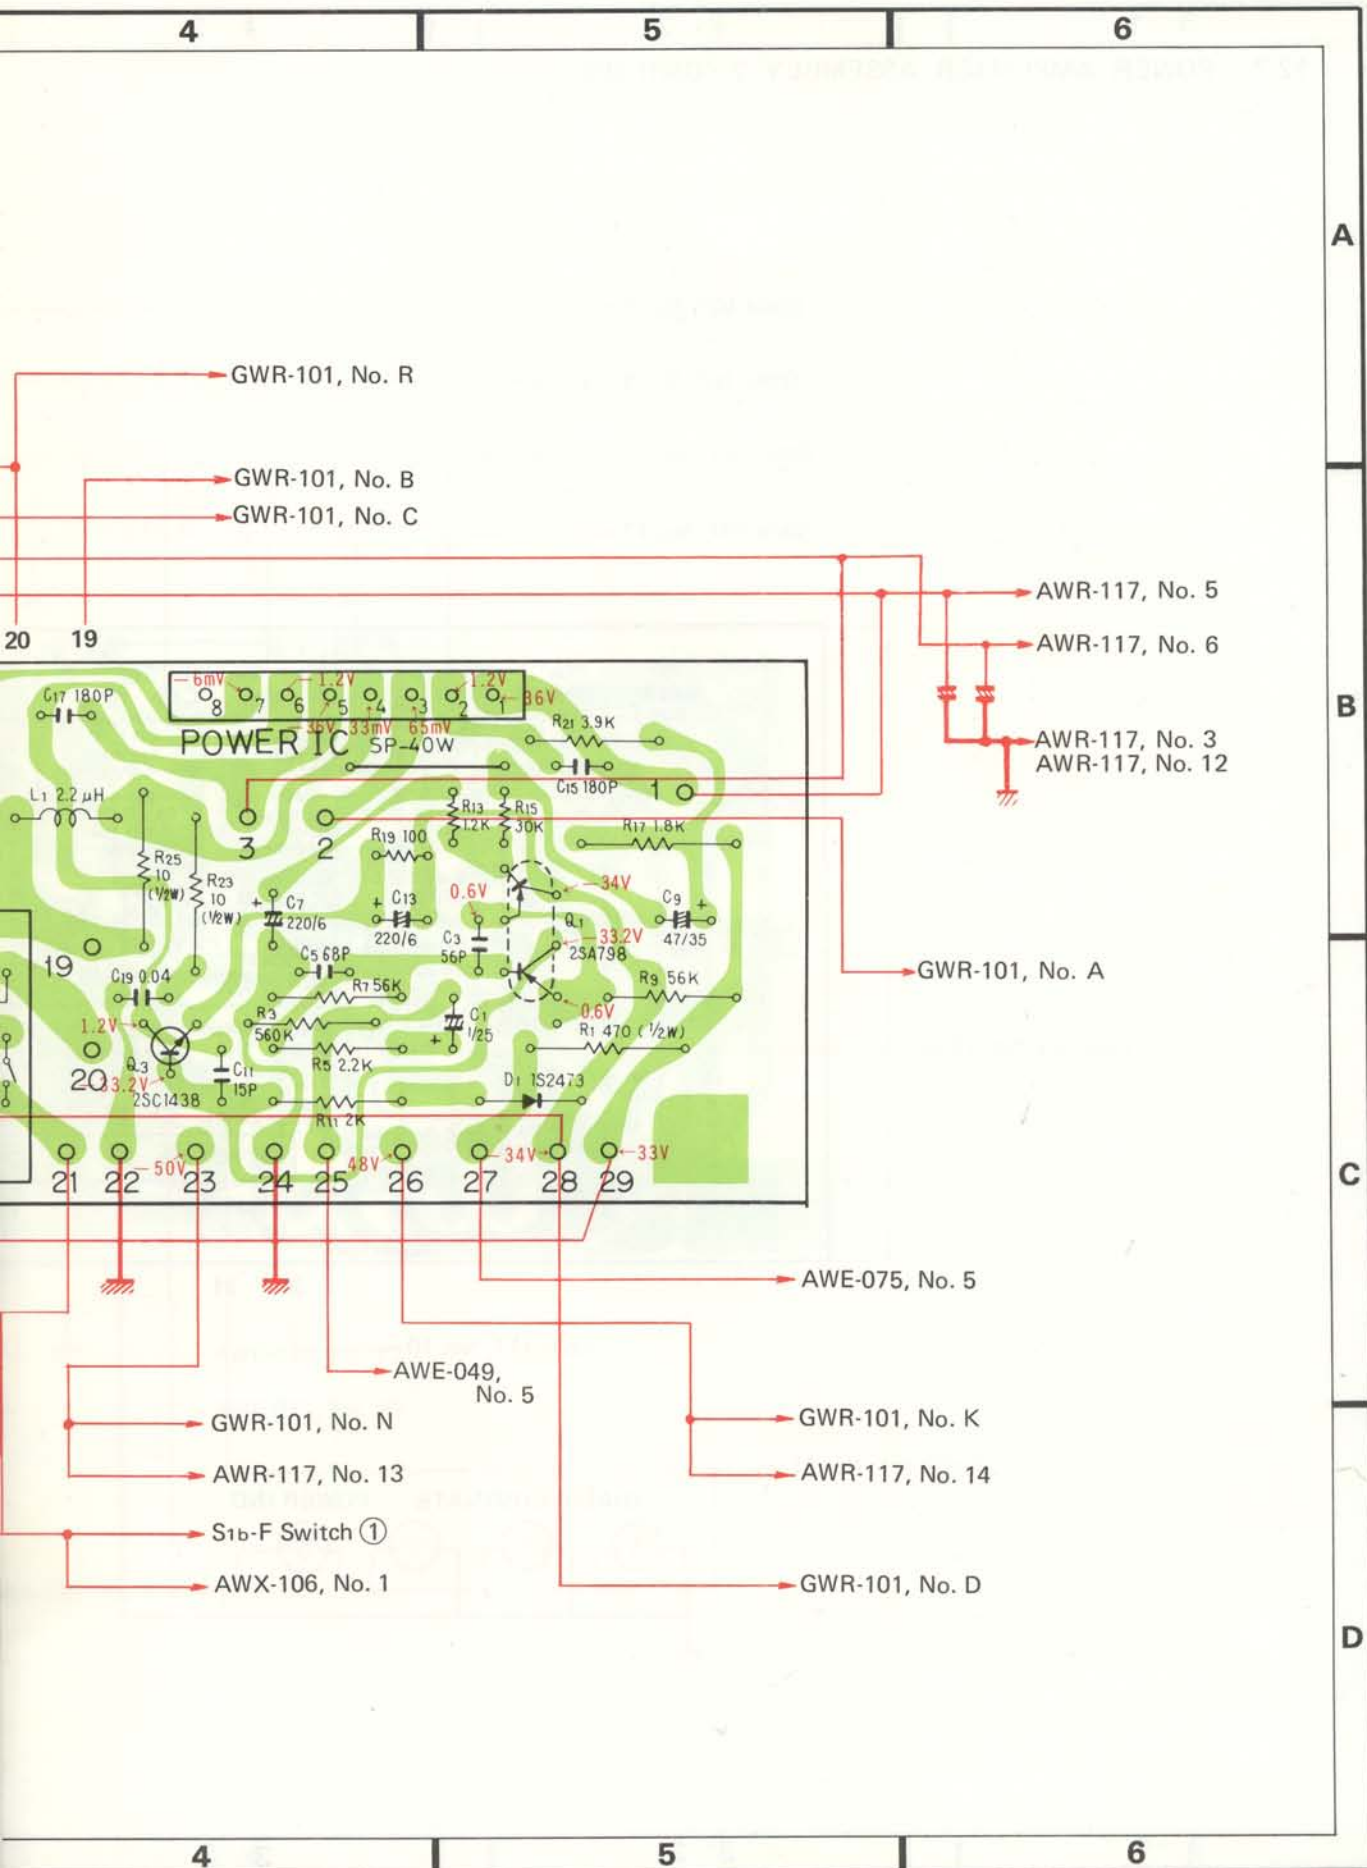 4 5 6
A
GWR-101, No. R
GWR-101, No. B
GWR-101, No. C
AWR-117, No. 5
20 19
AWR-117, No. 6
C17 180P
—6mV 1.2V 1.2V
8 7 6 5 4 3 2 1
—36V
B
—36V 33mV 65mV
R21 3.9K
POWER IC SP-40W
AWR-117, No. 3
AWR-117, No. 12
C15 180P
1
L1 2.2 μH
R13
1.2K
R15
30K
R17 1.8K
R19 100
3 2
R25
10
(½W)
R23
10
(½W)
—34V
0.6V
+ C7
220/6
+ C13
220/6
C9 +
47/35
Q1
2SA798
—33.2V
C3
56P
19
C5 68P
GWR-101, No. A
C19 0.04
R7 56K
R9 56K
R3
560K
0.6V
C1
1/25
+
1.2V
R1 470 (½W)
Q3
2SC1438
20
—33.2V
R5 2.2K
C11
15P
D1 1S2473
R11 2K
—50V 48V —34V —33V
21 22 23 24 25 26 27 28 29
C
AWE-075, No. 5
AWE-049,
No. 5
GWR-101, No. N
GWR-101, No. K
AWR-117, No. 13
AWR-117, No. 14
S1b-F Switch ①
AWX-106, No. 1
GWR-101, No. D
D
4 5 6